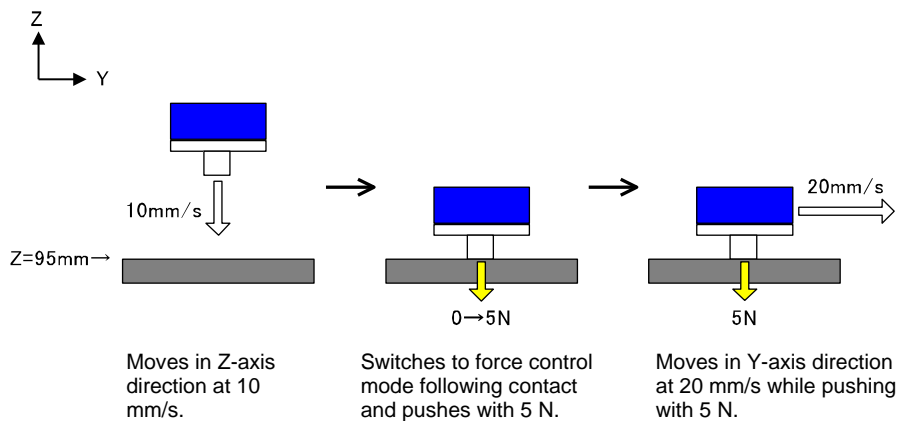 Z
Y
10mm/s
20mm/s
Z=95mm→
0→5N
5N
Moves in Z-axis
direction at 10
mm/s.
Switches to force control
mode following contact
and pushes with 5 N.
Moves in Y-axis direction
at 20 mm/s while pushing
with 5 N.